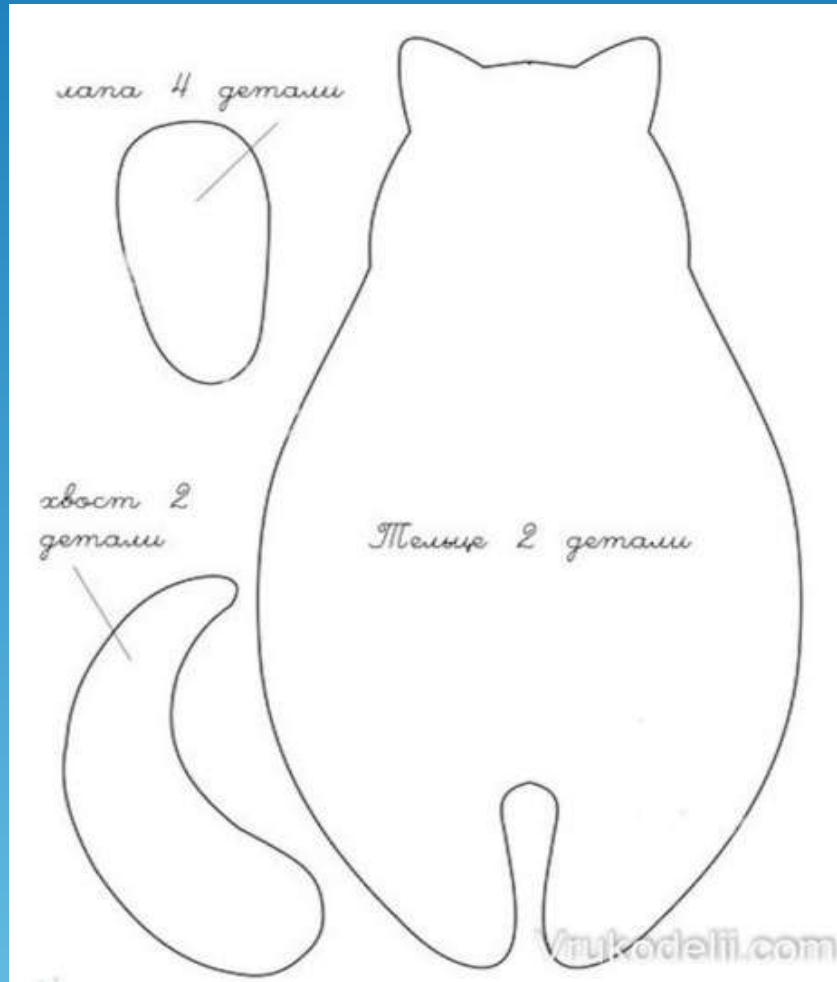 лапа 4 детали
хвост 2
детали
Тельце 2 детали
Vrukodelii.com